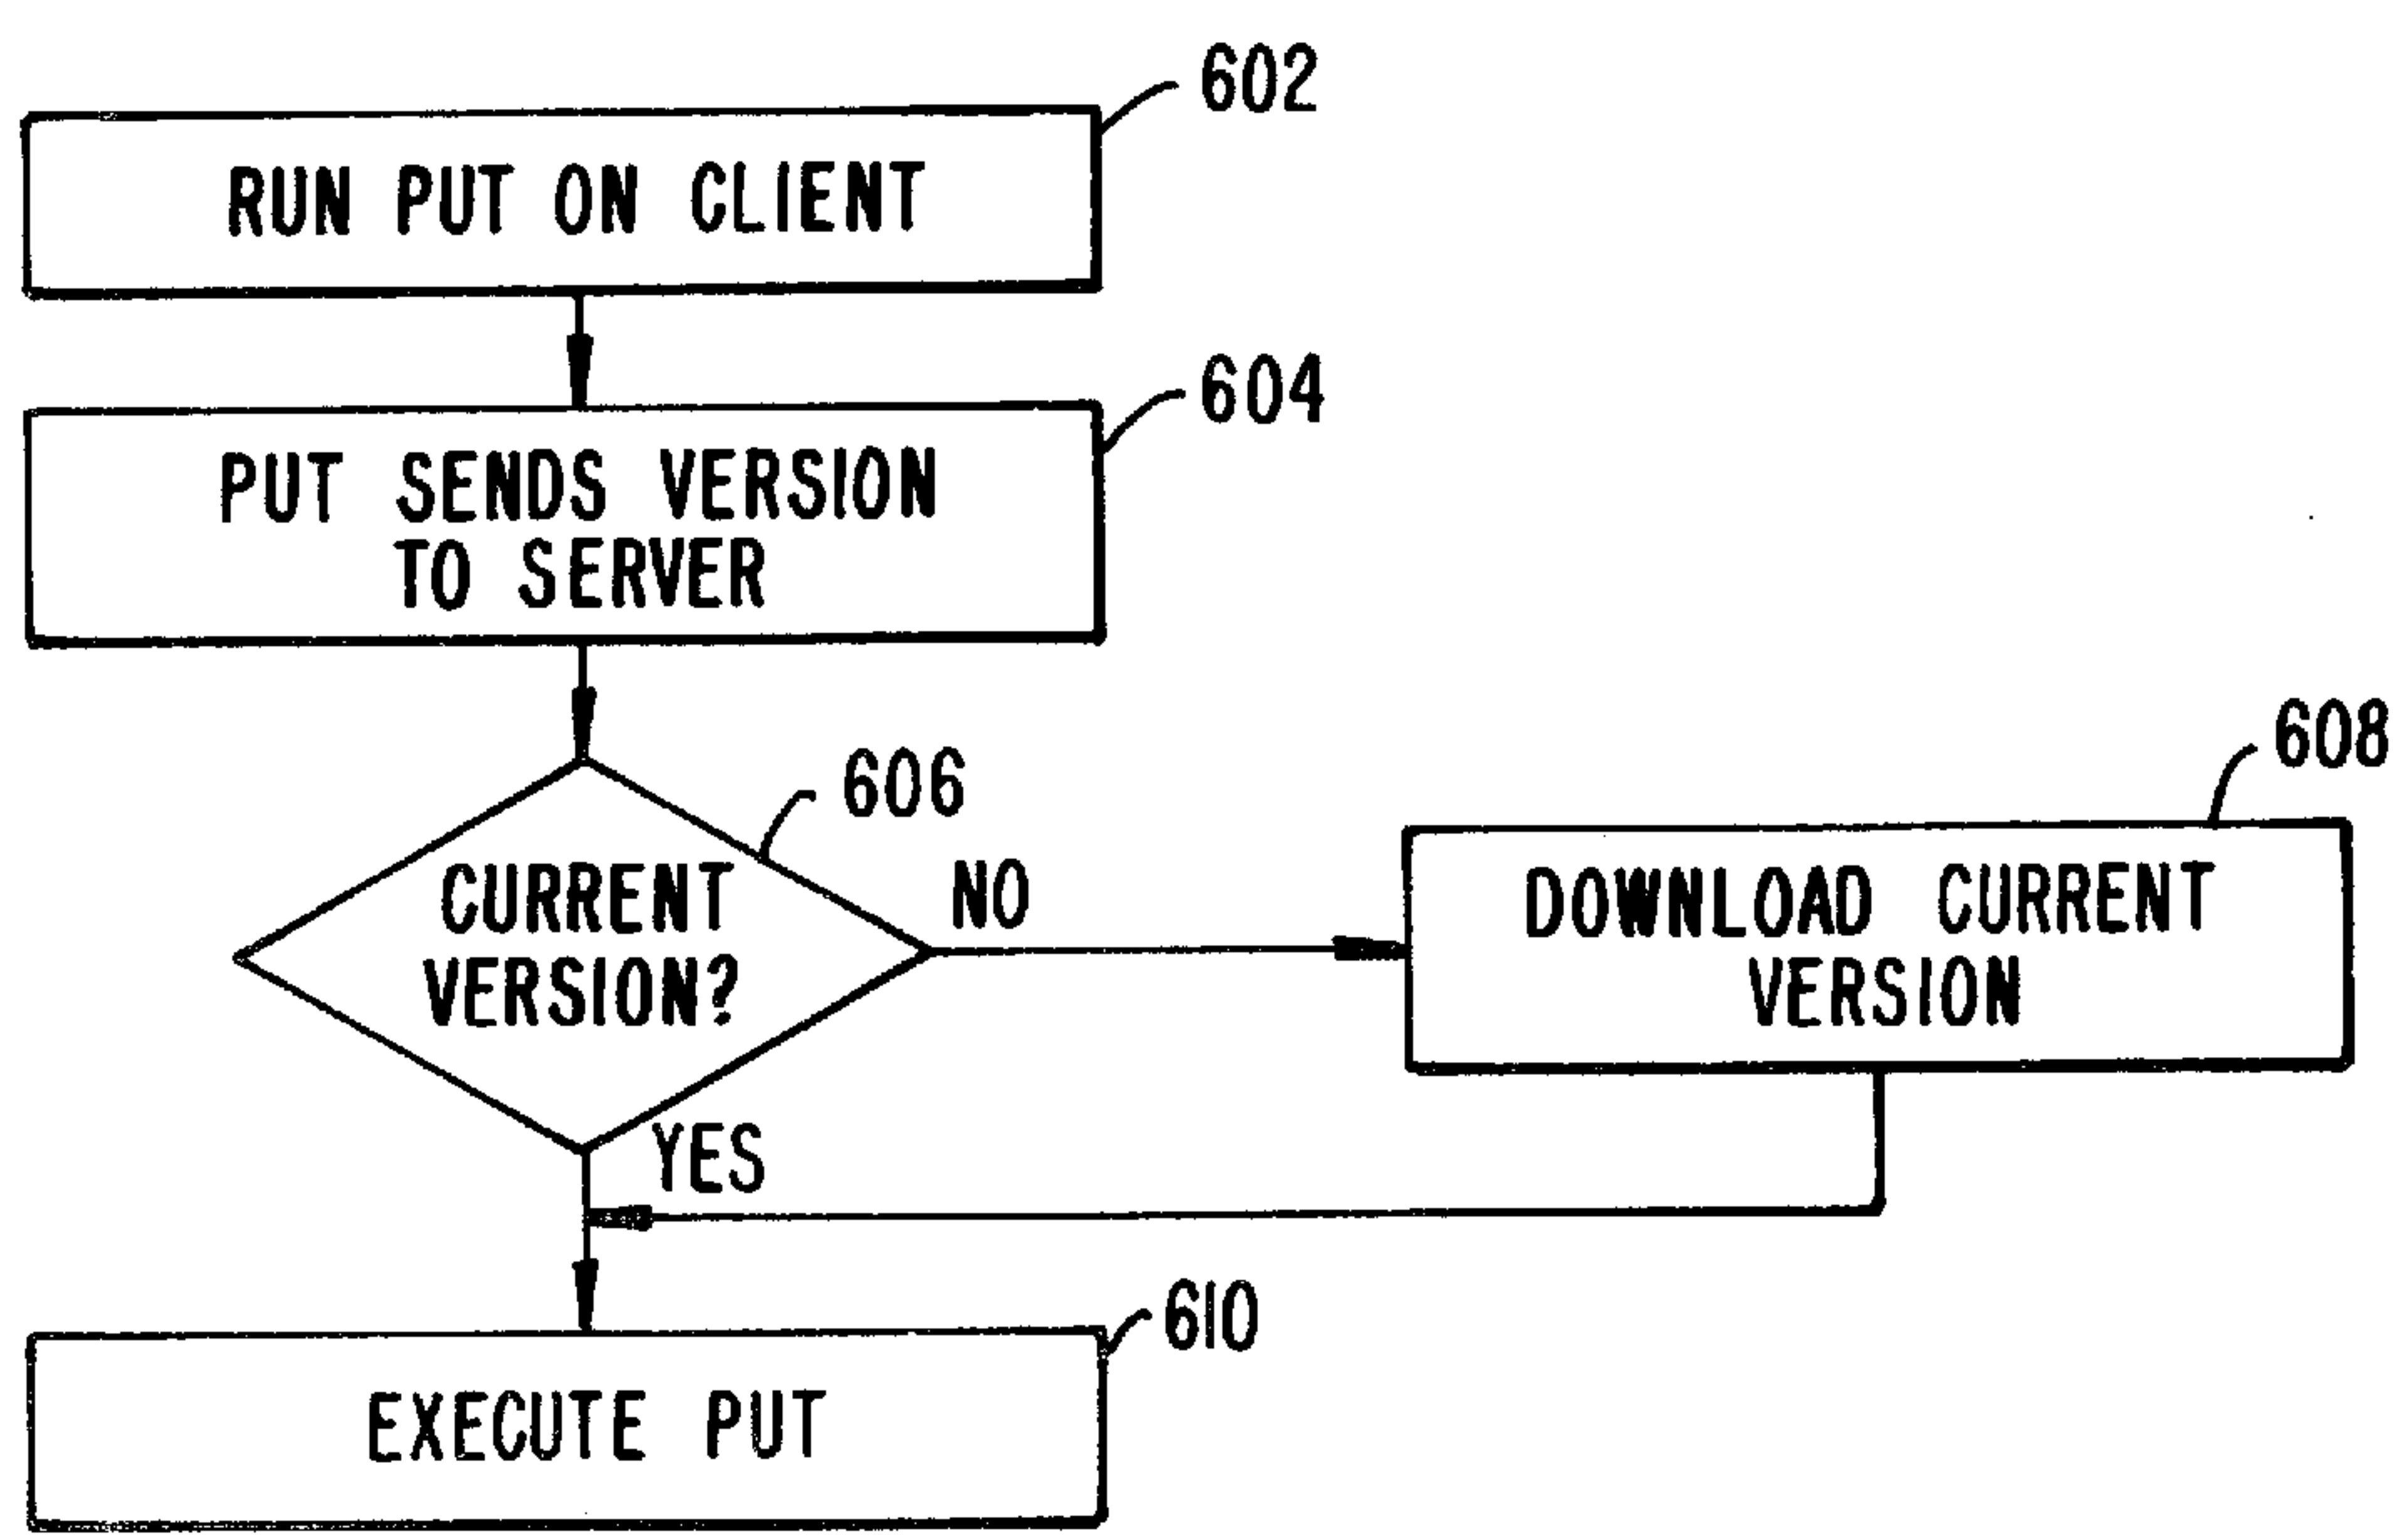 602
RUN PUT ON CLIENT
604
PUT SENDS VERSION
TO SERVER
606
CURRENT
VERSION?
NO
608
DOWNLOAD CURRENT
VERSION
YES
610
EXECUTE PUT